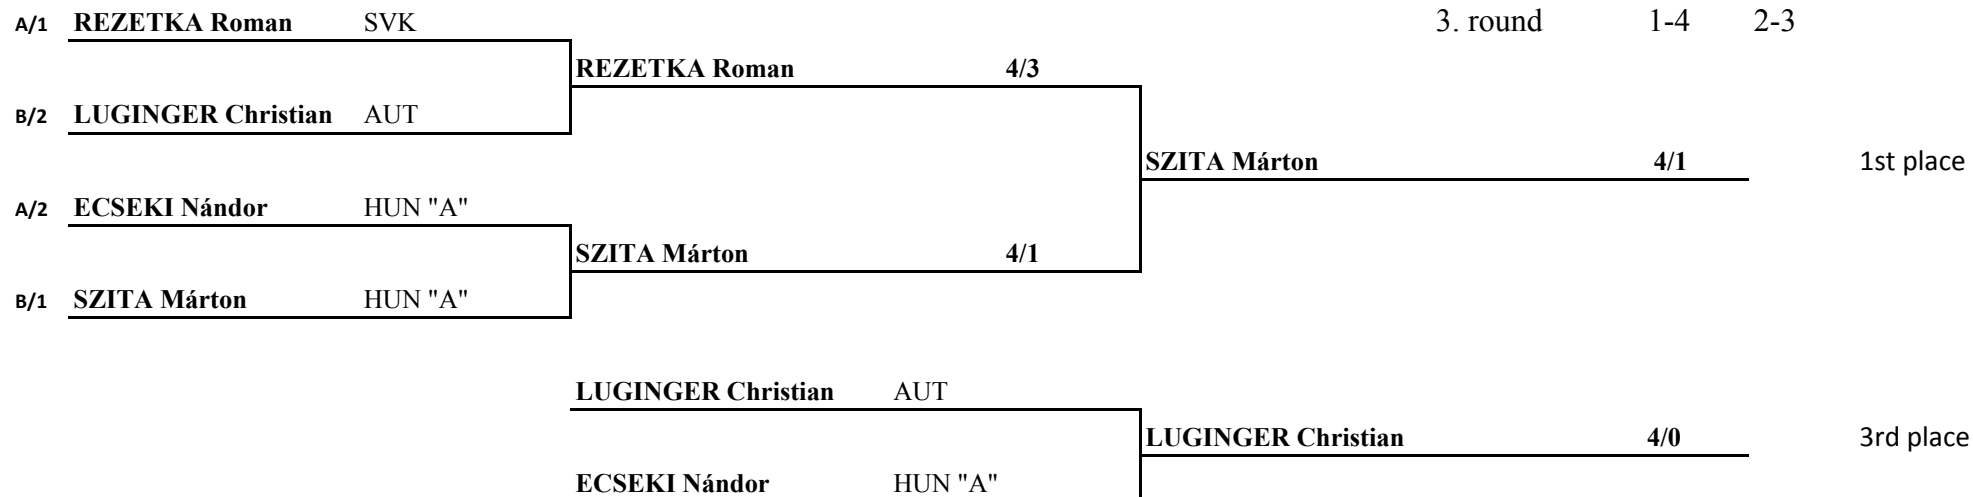 A/1 REZETKA Roman SVK 3. round 1-4 2-3
REZETKA Roman 4/3
B/2 LUGINGER Christian AUT
SZITA Márton 4/1 1st place
A/2 ECSEKI Nándor HUN "A"
SZITA Márton 4/1
B/1 SZITA Márton HUN "A"
LUGINGER Christian AUT
LUGINGER Christian 4/0 3rd place
ECSEKI Nándor HUN "A"